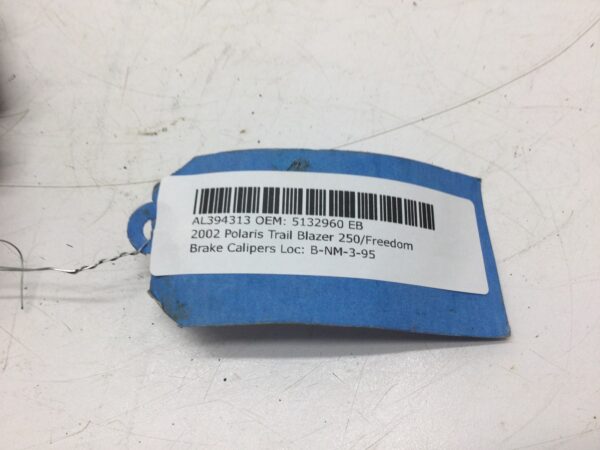 AL394313 OEM: 5132960 EB
2002 Polaris Trail Blazer 250/Freedom
Brake Calipers Loc: B-NM-3-95